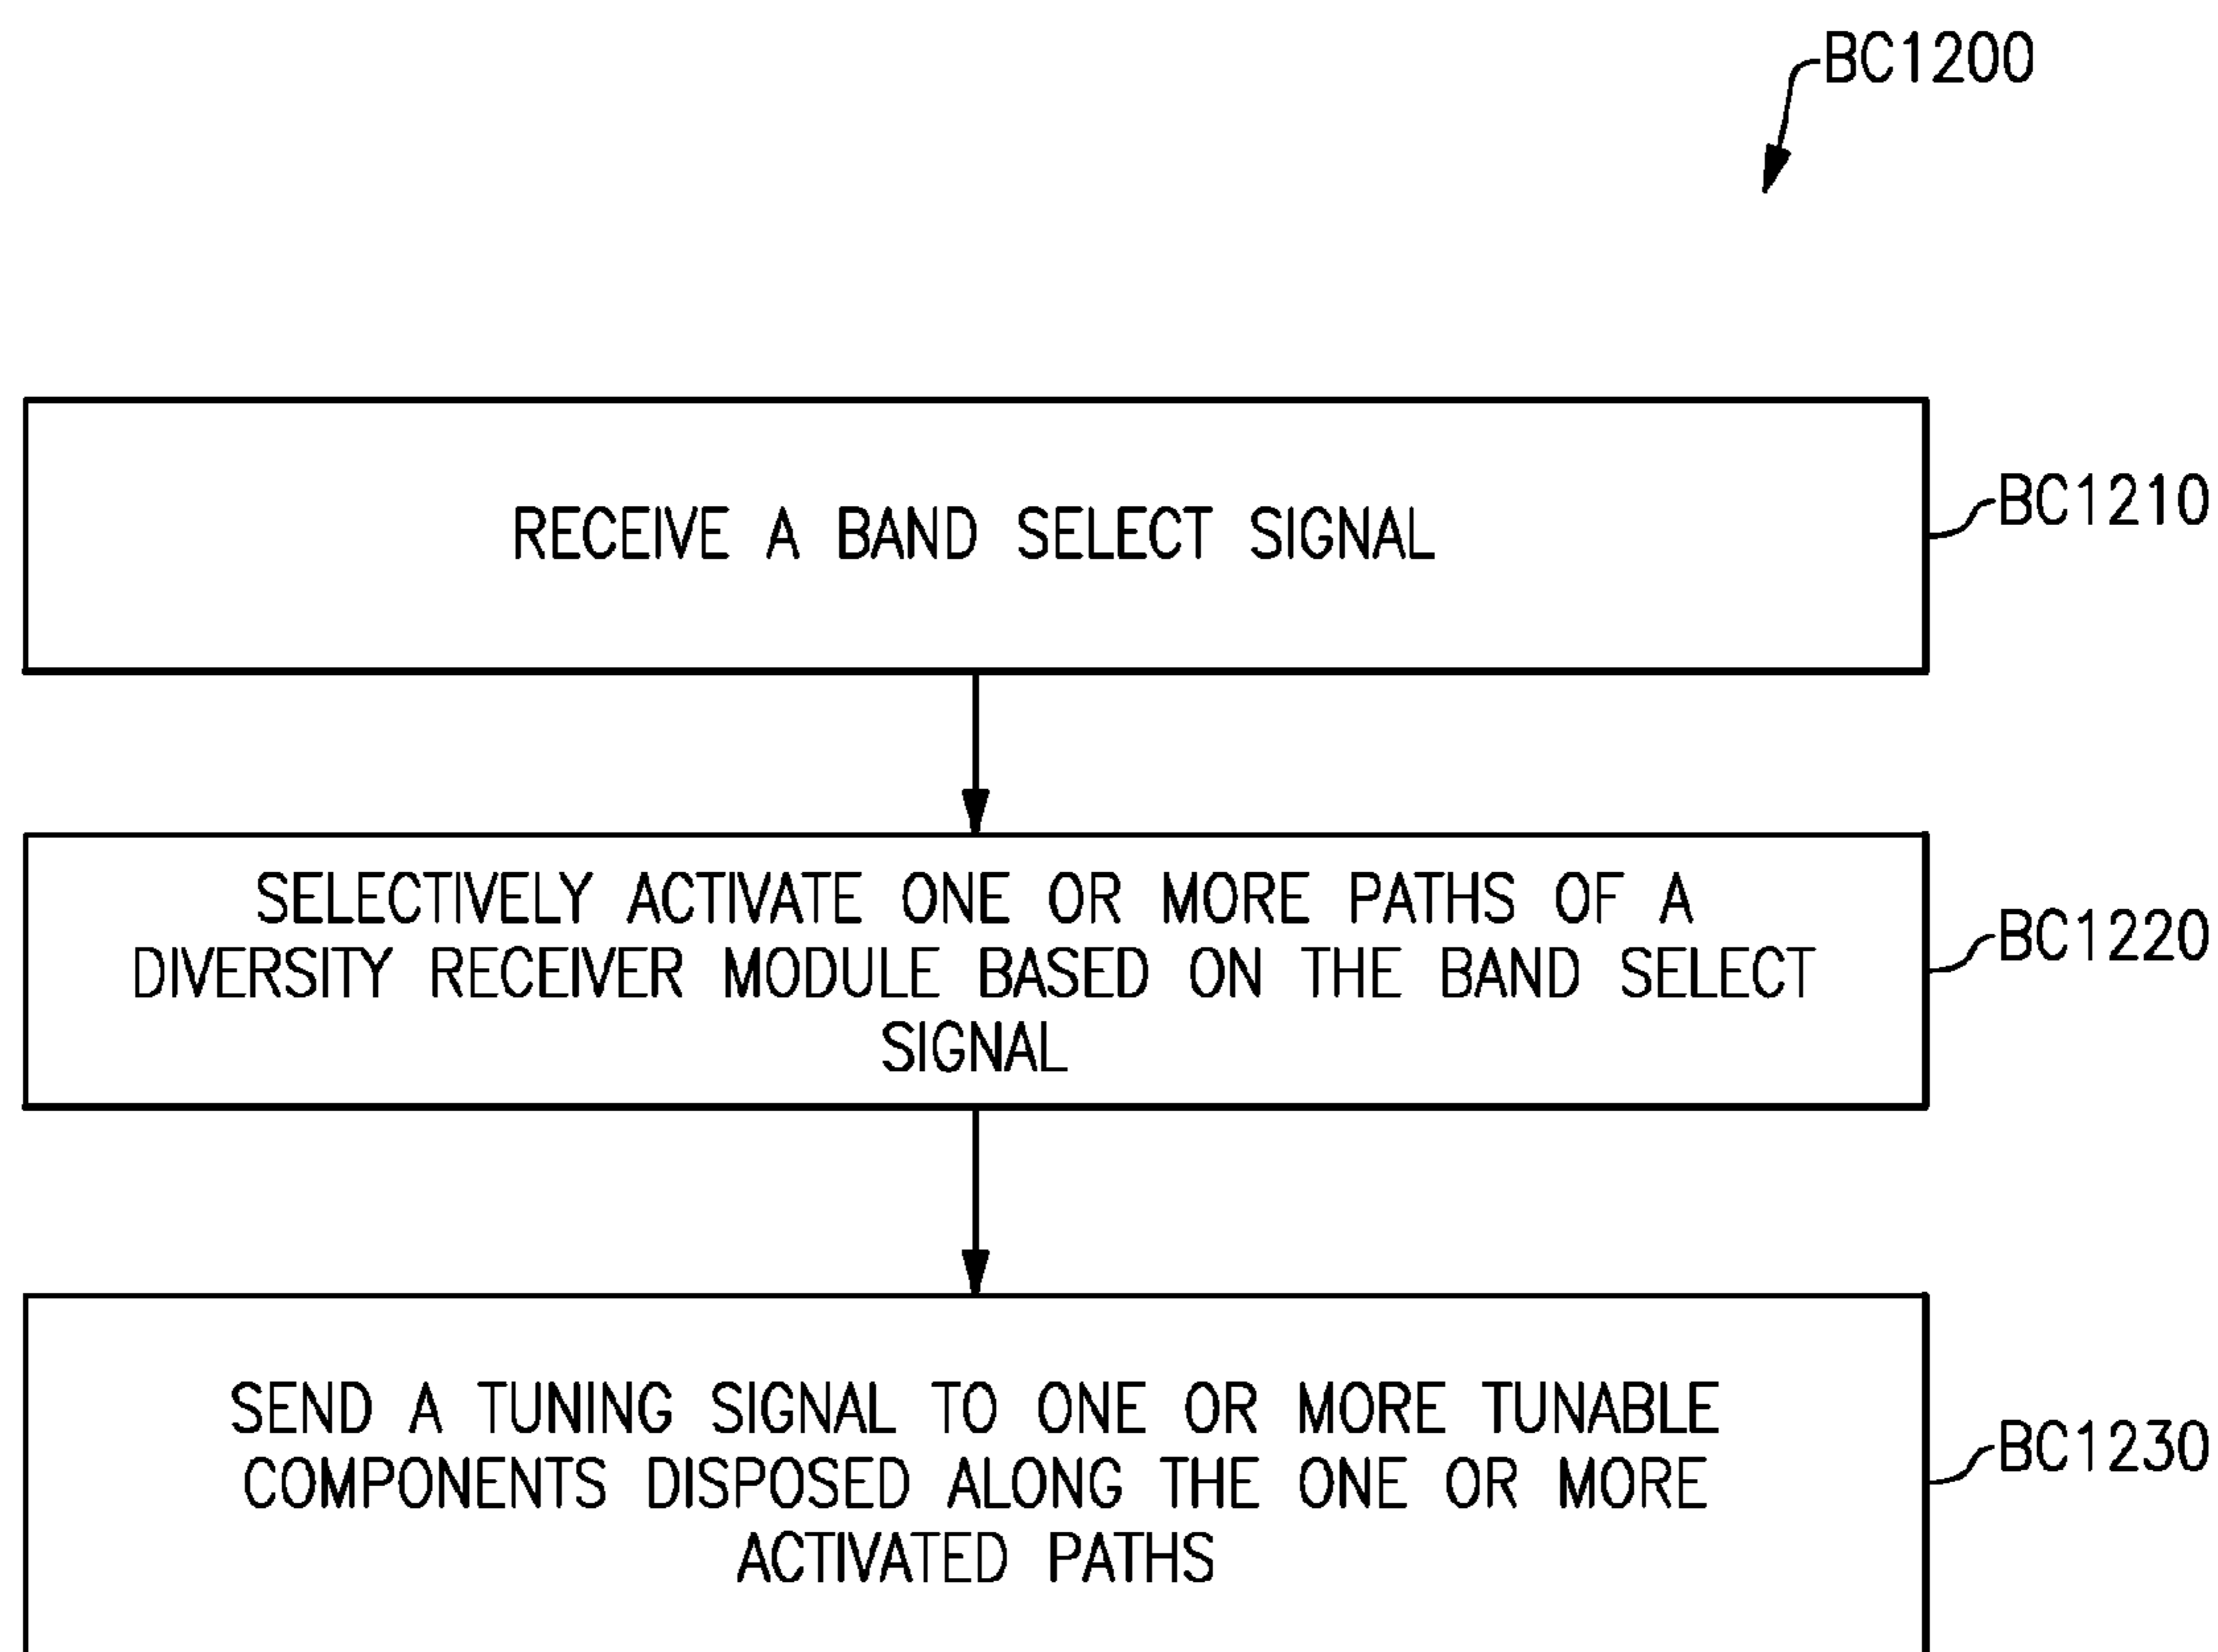 BC1200
RECEIVE A BAND SELECT SIGNAL
BC1210
SELECTIVELY ACTIVATE ONE OR MORE PATHS OF A
DIVERSITY RECEIVER MODULE BASED ON THE BAND SELECT
SIGNAL
BC1220
SEND A TUNING SIGNAL TO ONE OR MORE TUNABLE
COMPONENTS DISPOSED ALONG THE ONE OR MORE
ACTIVATED PATHS
BC1230